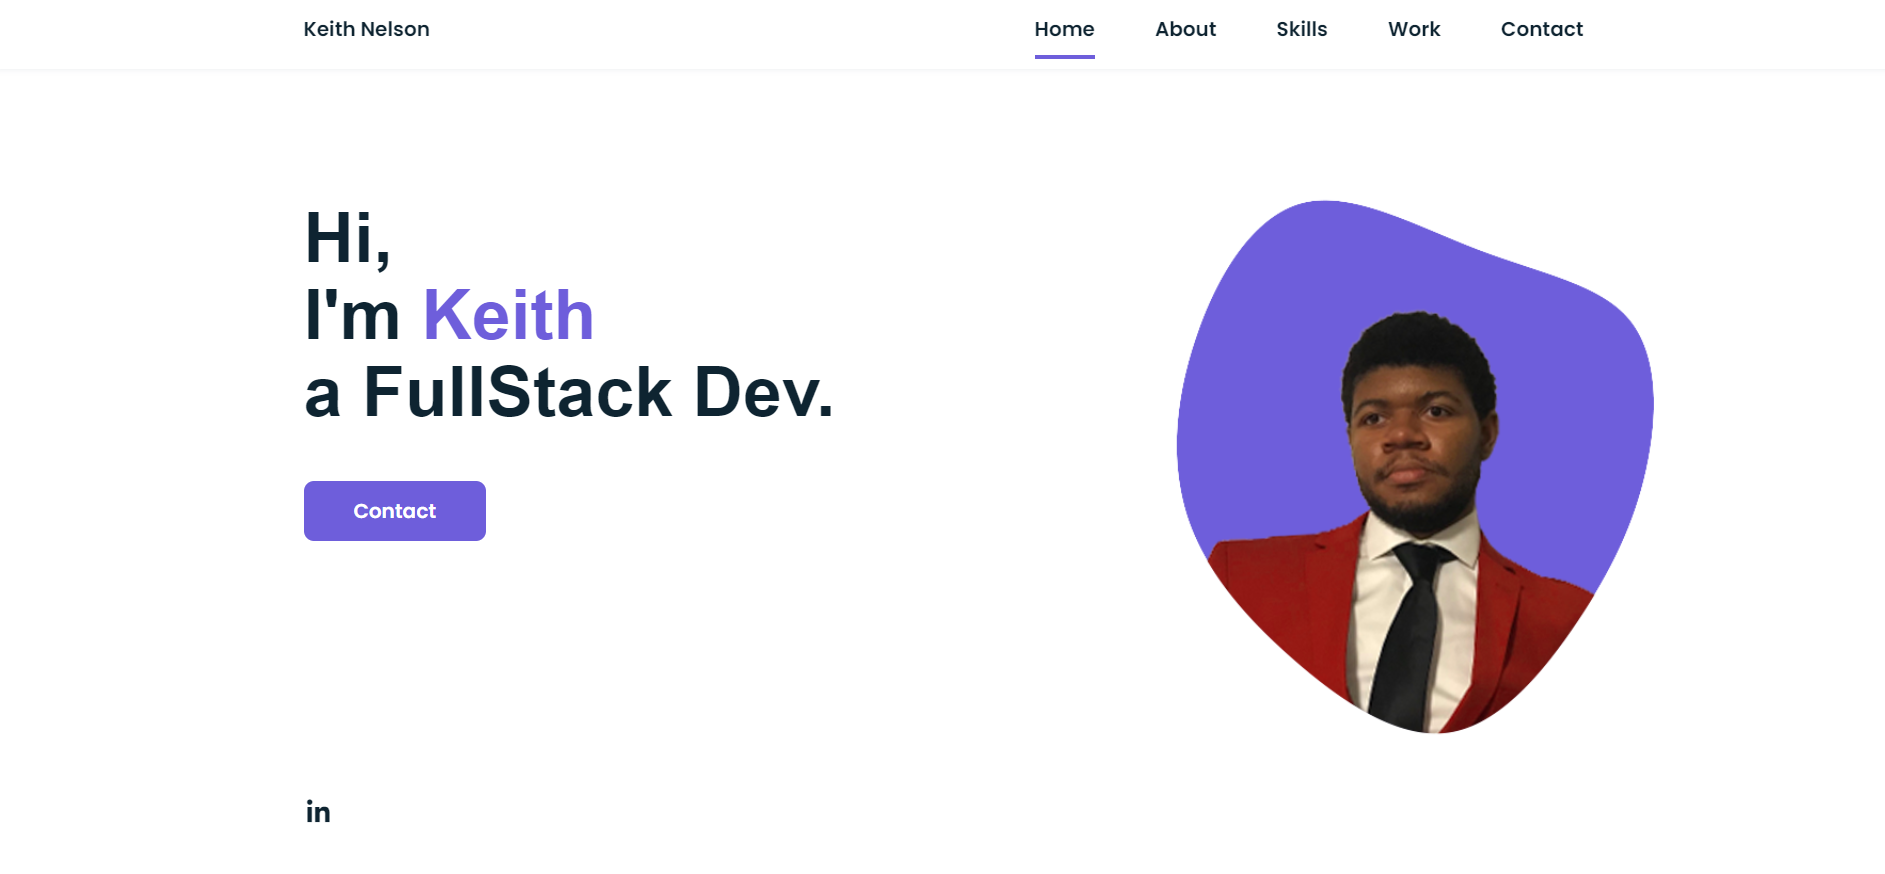 Keith Nelson
Home About Skills Work Contact
Hi,
I'm Keith
a FullStack Dev.
Contact
in